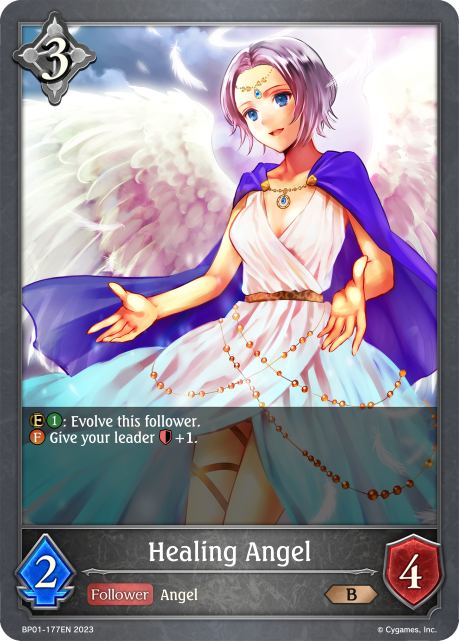 3
E 1: Evolve this follower.
F Give your leader +1.
Healing Angel
2
4
Follower Angel
B
BP01-177EN 2023
© Cygames, Inc.